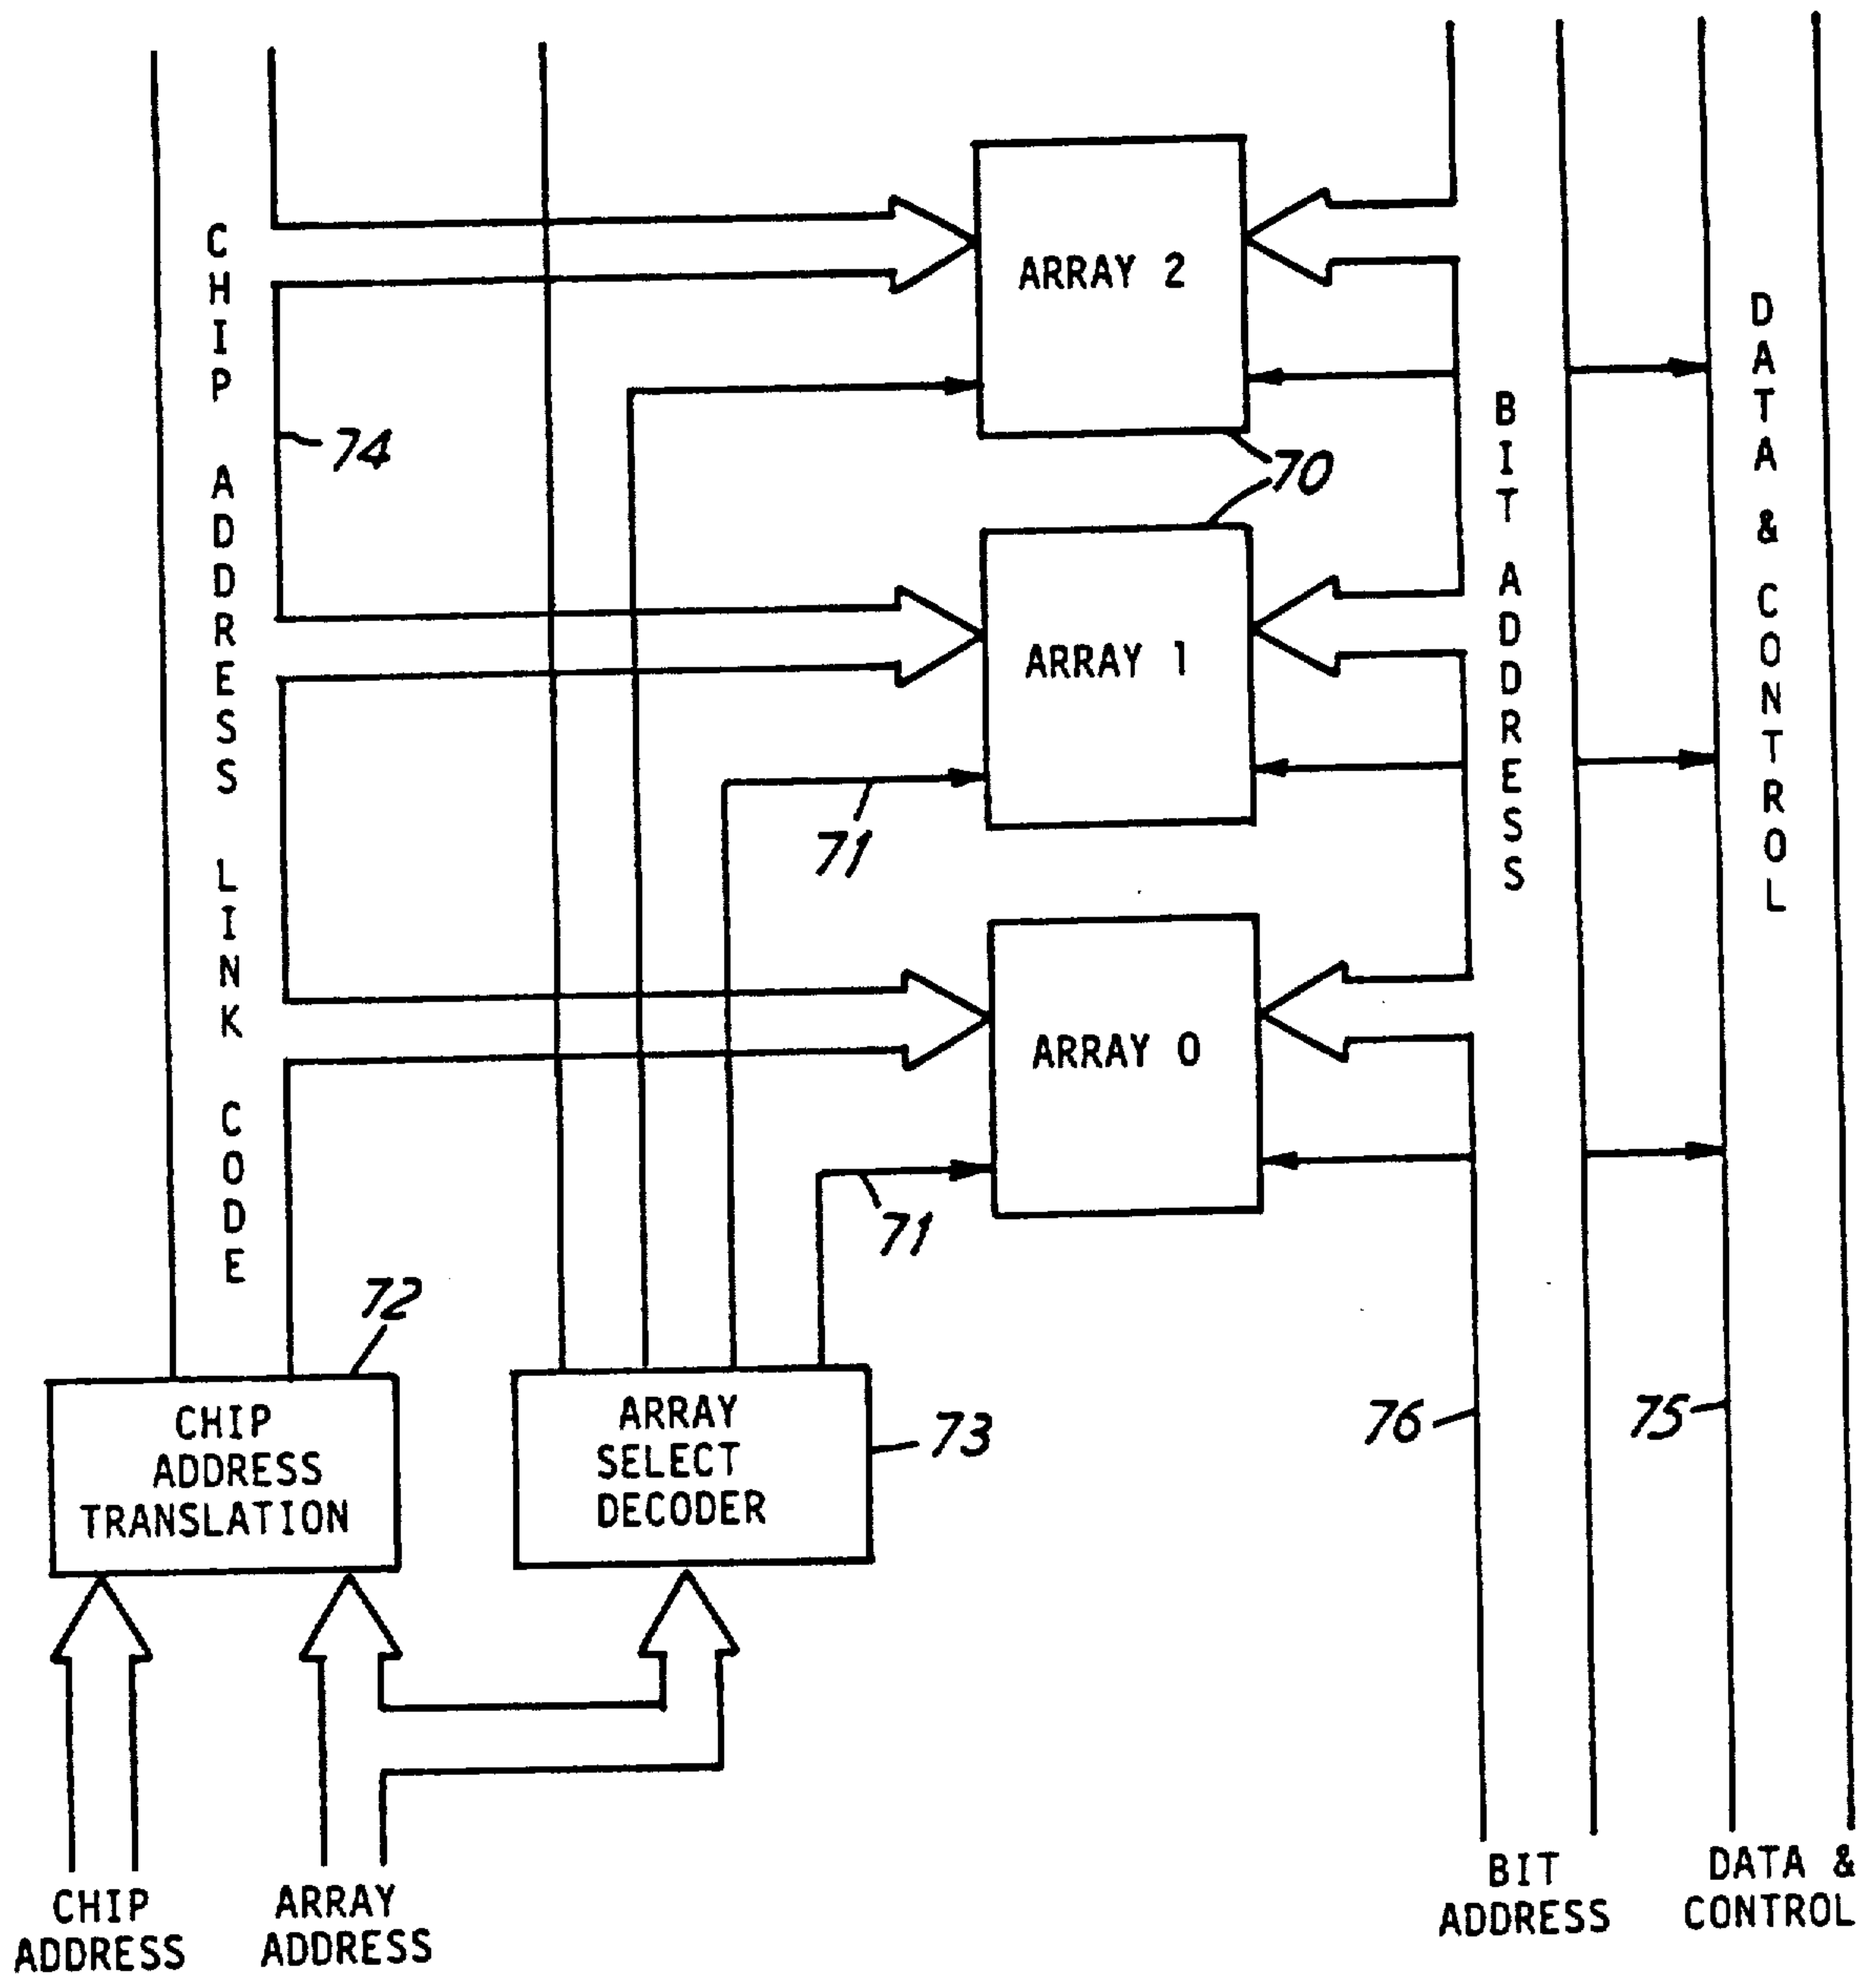 CHIP ADDRESS LINK CODE
ARRAY 2
74
70
BIT ADDRESS
DATA & CONTROL
ARRAY 1
71
ARRAY 0
71
72
CHIP
ADDRESS
TRANSLATION
ARRAY
SELECT
DECODER
73
76
75
CHIP
ADDRESS
ARRAY
ADDRESS
BIT
ADDRESS
DATA &
CONTROL